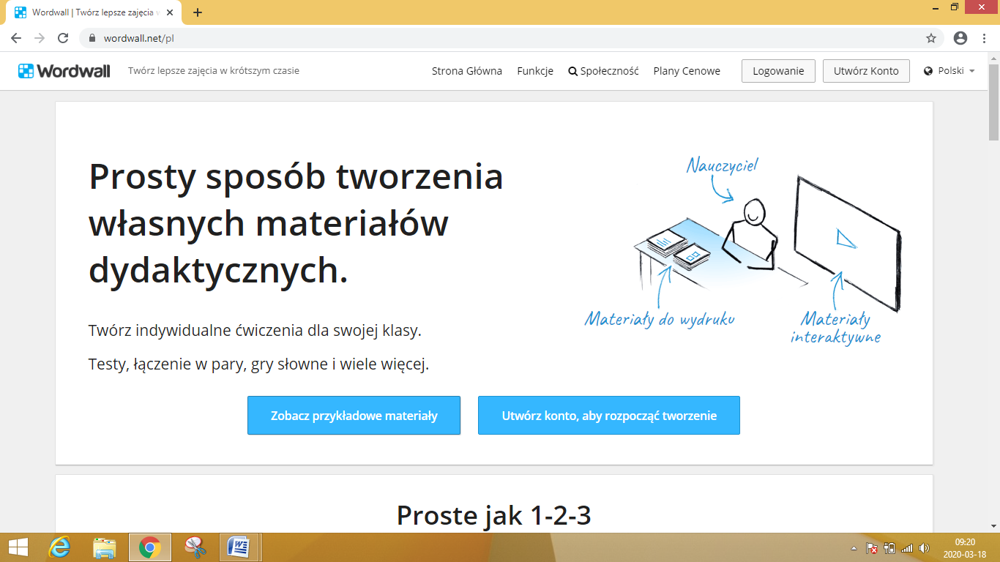 Wordwall | Twórz lepsze zajęcia w
wordwall.net/pl
Wordwall
Twórz lepsze zajęcia w krótszym czasie
Strona Główna
Funkcje
Społeczność
Plany Cenowe
Logowanie
Utwórz Konto
Polski
Prosty sposób tworzenia
własnych materiałów
dydaktycznych.
Twórz indywidualne ćwiczenia dla swojej klasy.
Testy, łączenie w pary, gry słowne i wiele więcej.
Nauczyciel
Materiały do wydruku
Materiały
interaktywne
Zobacz przykładowe materiały
Utwórz konto, aby rozpocząć tworzenie
Proste jak 1-2-3
09:20
2020-03-18